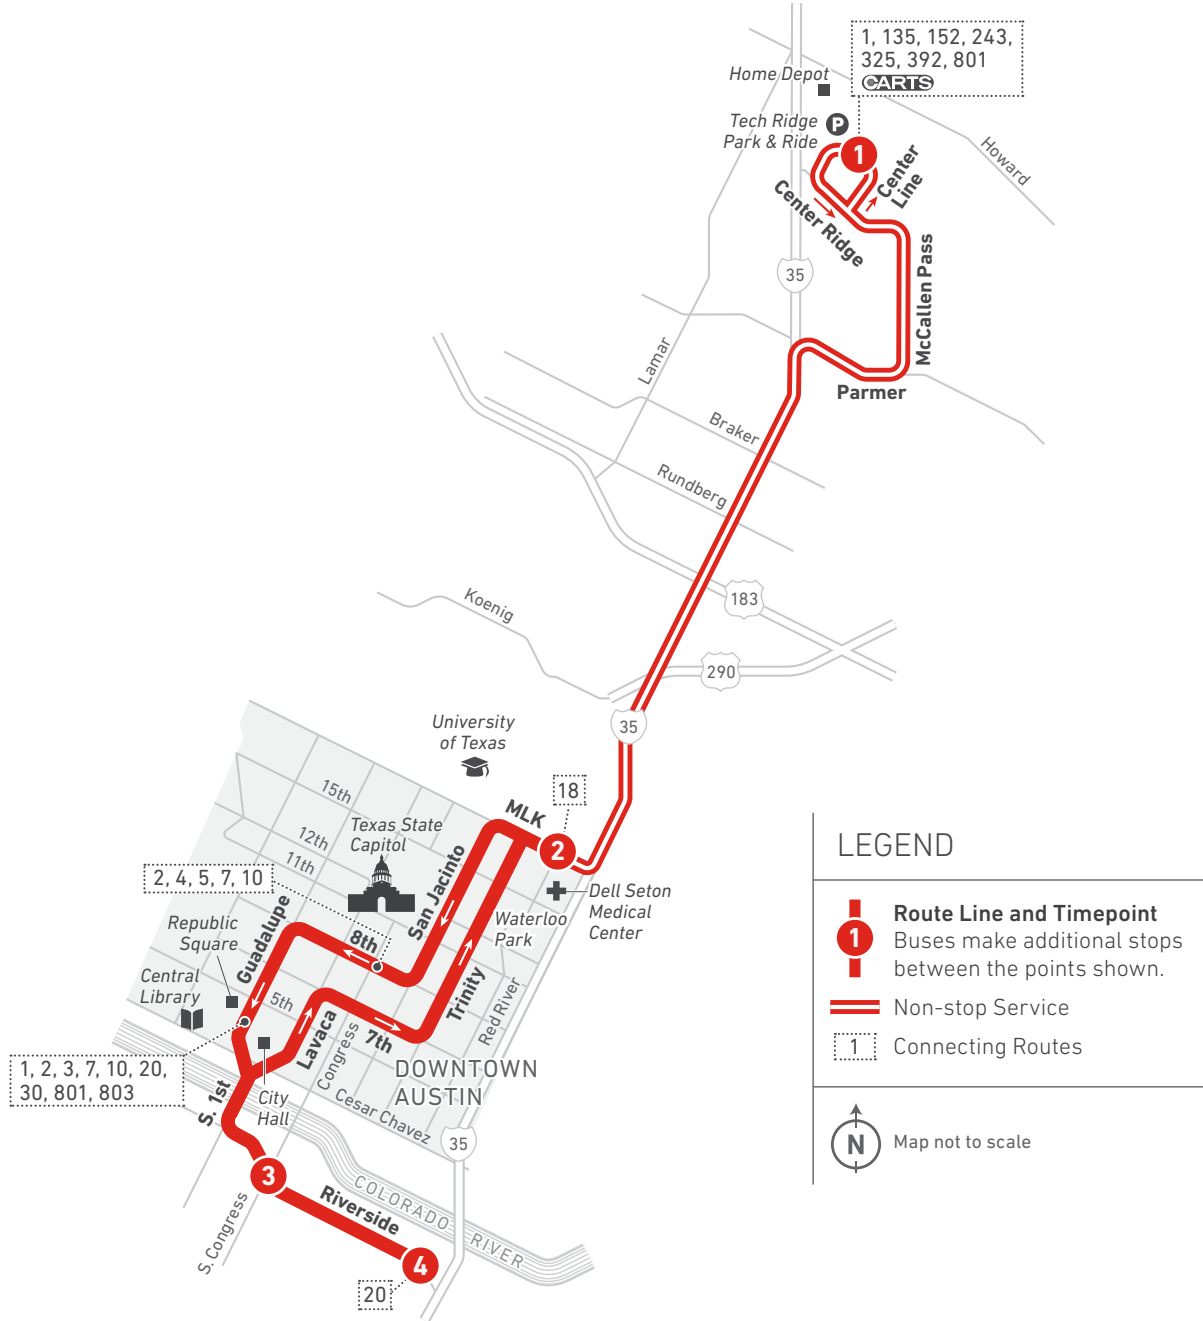 1, 135, 152, 243,
325, 392, 801
CARTS
Home Depot
Tech Ridge
Park & Ride
P
1
Howard
Center
Line
Center Ridge
McCallen Pass
35
Lamar
Parmer
Braker
Rundberg
183
Koenig
290
35
University
of Texas
18
15th
MLK
2
12th
Texas State
Capitol
11th
San Jacinto
Dell Seton
Medical
Center
2, 4, 5, 7, 10
Waterloo
Park
Republic
Square
Guadalupe
8th
Central
Library
5th
Trinity
Red River
Lavaca
7th
Congress
DOWNTOWN
AUSTIN
1, 2, 3, 7, 10, 20,
30, 801, 803
S. 1st
City
Hall
Cesar Chavez
35
3
Riverside
COLORADO RIVER
S. Congress
4
20
LEGEND
1
Route Line and Timepoint
Buses make additional stops
between the points shown.
Non-stop Service
1
Connecting Routes
N
Map not to scale